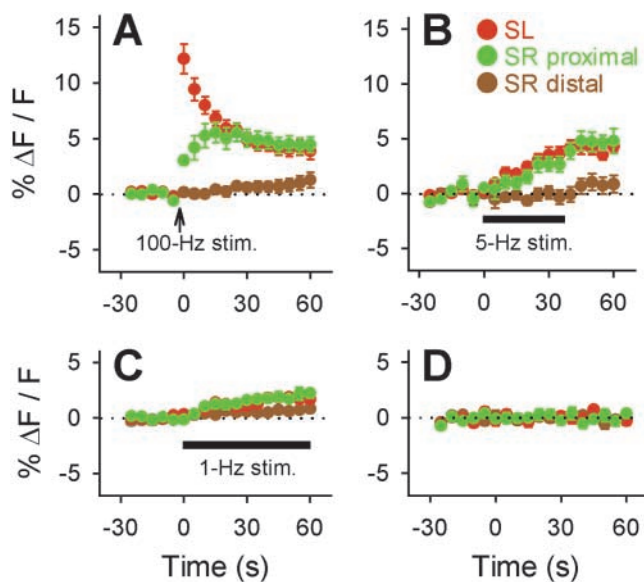 A
B
SL
SR proximal
SR distal
% ΔF / F
15
10
5
0
-5
100-Hz stim.
-30
0
30
60
15
10
5
0
-5
5-Hz stim.
-30
0
30
60
C
D
% ΔF / F
5
0
-5
1-Hz stim.
-30
0
30
60
Time (s)
5
0
-5
-30
0
30
60
Time (s)